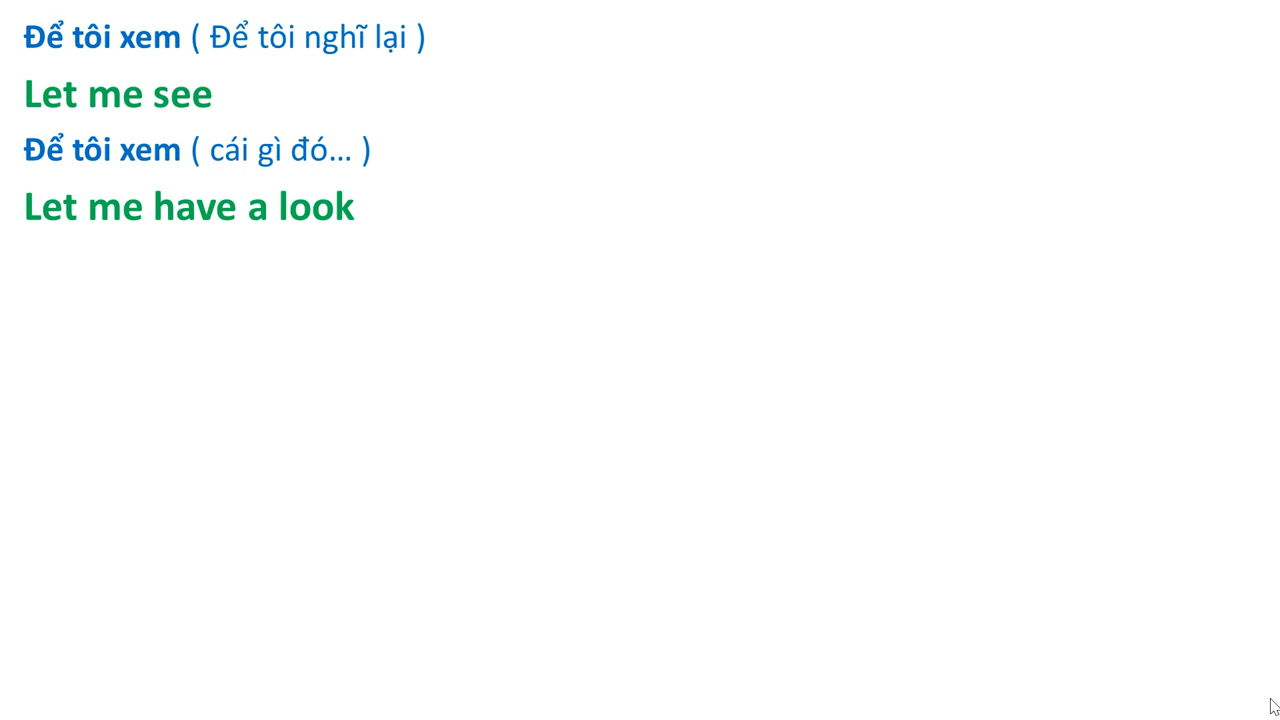 Để tôi xem ( Để tôi nghĩ lại )
Let me see
Để tôi xem ( cái gì đó... )
Let me have a look